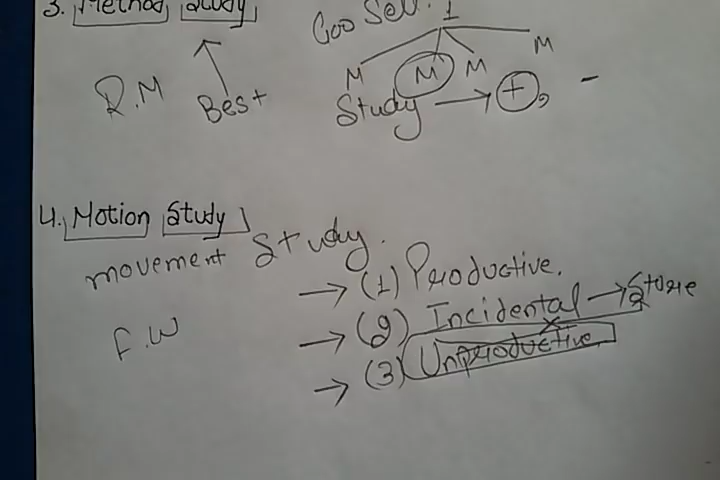 3. Method Study
Goo Sell. 1
M M M M
R.M Best Study → +, -
4. Motion Study
movement Study.
→ (1) Productive.
F.W → (2) Incidental → Store
→ (3) Unproductive